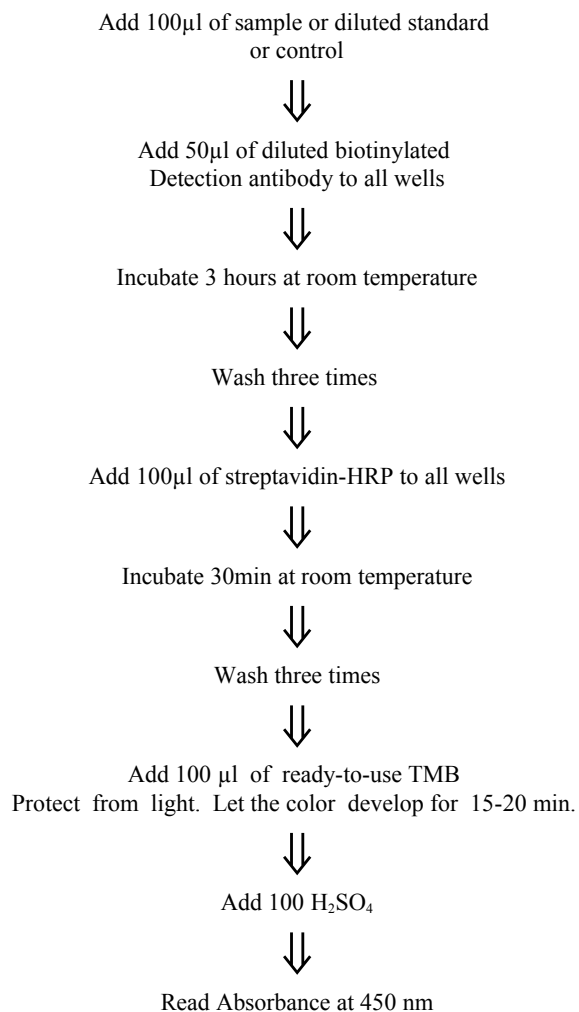 Add 100µl of sample or diluted standard
or control
Add 50µl of diluted biotinylated
Detection antibody to all wells
Incubate 3 hours at room temperature
Wash three times
Add 100µl of streptavidin-HRP to all wells
Incubate 30min at room temperature
Wash three times
Add 100 µl of ready-to-use TMB
Protect from light. Let the color develop for 15-20 min.
Add 100 H₂SO₄
Read Absorbance at 450 nm